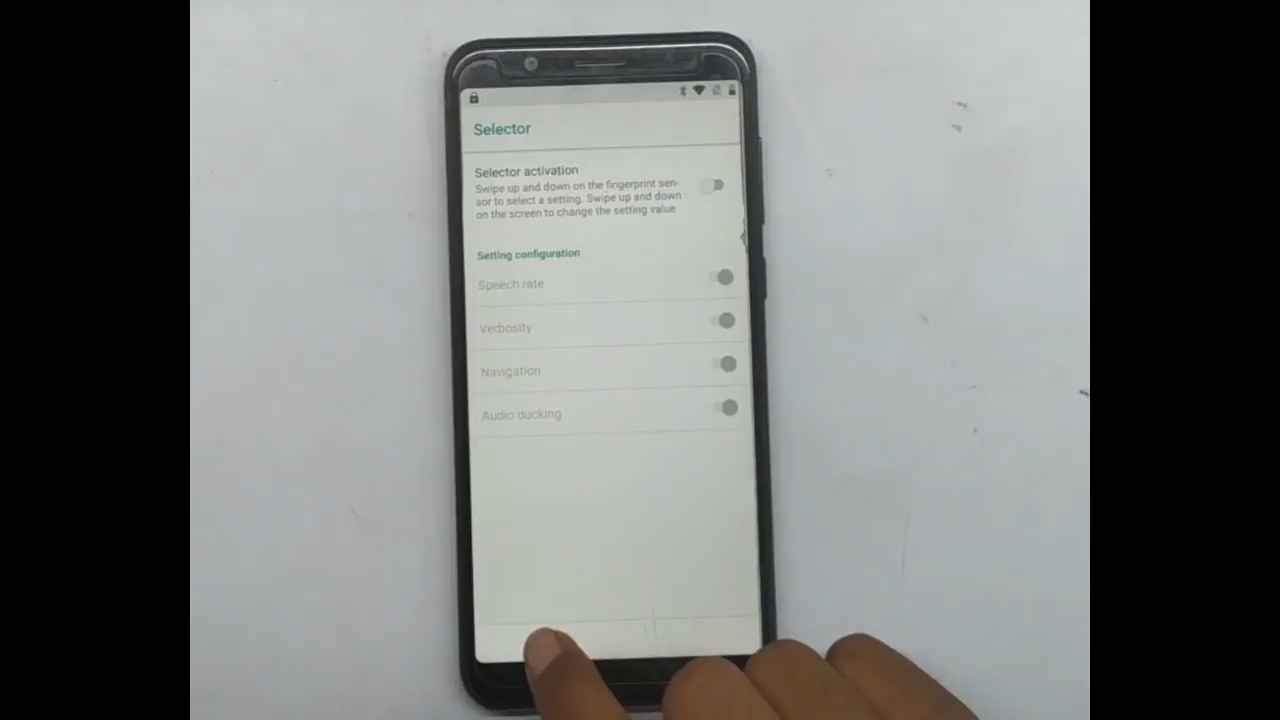 Selector
Selector activation
Swipe up and down on the fingerprint sen-
sor to select a setting. Swipe up and down
on the screen to change the setting value
Setting configuration
Speech rate
Verbosity
Navigation
Audio ducking